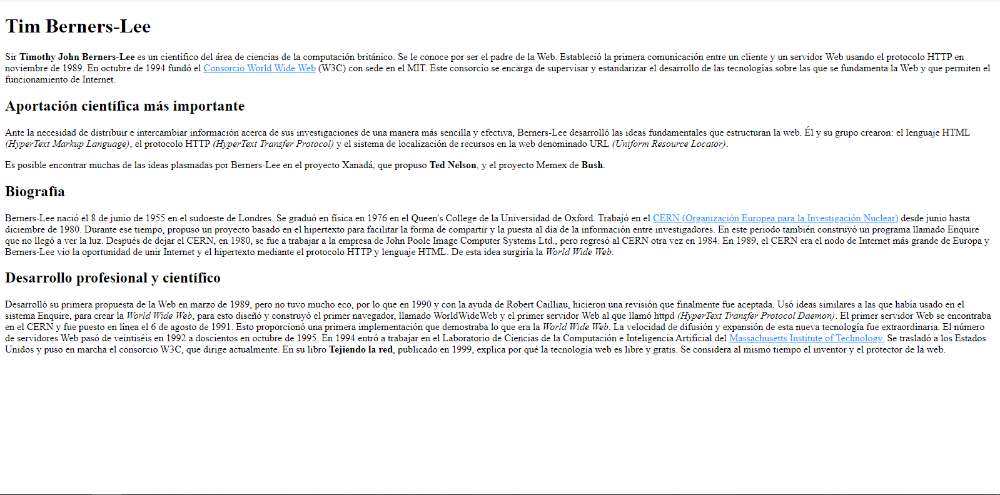 Tim Berners-Lee
Sir Timothy John Berners-Lee es un científico del área de ciencias de la computación británico. Se le conoce por ser el padre de la Web. Estableció la primera comunicación entre un cliente y un servidor Web usando el protocolo HTTP en
noviembre de 1989. En octubre de 1994 fundó el Consorcio World Wide Web (W3C) con sede en el MIT. Este consorcio se encarga de supervisar y estandarizar el desarrollo de las tecnologías sobre las que se fundamenta la Web y que permiten el
funcionamiento de Internet.
Aportación científica más importante
Ante la necesidad de distribuir e intercambiar información acerca de sus investigaciones de una manera más sencilla y efectiva, Berners-Lee desarrolló las ideas fundamentales que estructuran la web. Él y su grupo crearon: el lenguaje HTML
(HyperText Markup Language), el protocolo HTTP (HyperText Transfer Protocol) y el sistema de localización de recursos en la web denominado URL (Uniform Resource Locator).
Es posible encontrar muchas de las ideas plasmadas por Berners-Lee en el proyecto Xanadá, que propuso Ted Nelson, y el proyecto Memex de Bush.
Biografía
Berners-Lee nació el 8 de junio de 1955 en el sudoeste de Londres. Se graduó en física en 1976 en el Queen's College de la Universidad de Oxford. Trabajó en el CERN (Organización Europea para la Investigación Nuclear) desde junio hasta
diciembre de 1980. Durante ese tiempo, propuso un proyecto basado en el hipertexto para facilitar la forma de compartir y la puesta al día de la información entre investigadores. En este periodo también construyó un programa llamado Enquire
que no llegó a ver la luz. Después de dejar el CERN, en 1980, se fue a trabajar a la empresa de John Poole Image Computer Systems Ltd., pero regresó al CERN otra vez en 1984. En 1989, el CERN era el nodo de Internet más grande de Europa y
Berners-Lee vio la oportunidad de unir Internet y el hipertexto mediante el protocolo HTTP y lenguaje HTML. De esta idea surgiría la World Wide Web.
Desarrollo profesional y científico
Desarrolló su primera propuesta de la Web en marzo de 1989, pero no tuvo mucho eco, por lo que en 1990 y con la ayuda de Robert Cailliau, hicieron una revisión que finalmente fue aceptada. Usó ideas similares a las que había usado en el
sistema Enquire, para crear la World Wide Web, para esto diseñó y construyó el primer navegador, llamado WorldWideWeb y el primer servidor Web al que llamó httpd (HyperText Transfer Protocol Daemon). El primer servidor Web se encontraba
en el CERN y fue puesto en línea el 6 de agosto de 1991. Esto proporcionó una primera implementación que demostraba lo que era la World Wide Web. La velocidad de difusión y expansión de esta nueva tecnología fue extraordinaria. El número
de servidores Web pasó de veintiséis en 1992 a doscientos en octubre de 1995. En 1994 entró a trabajar en el Laboratorio de Ciencias de la Computación e Inteligencia Artificial del Massachusetts Institute of Technology. Se trasladó a los Estados
Unidos y puso en marcha el consorcio W3C, que dirige actualmente. En su libro Tejiendo la red, publicado en 1999, explica por qué la tecnología web es libre y gratis. Se considera al mismo tiempo el inventor y el protector de la web.